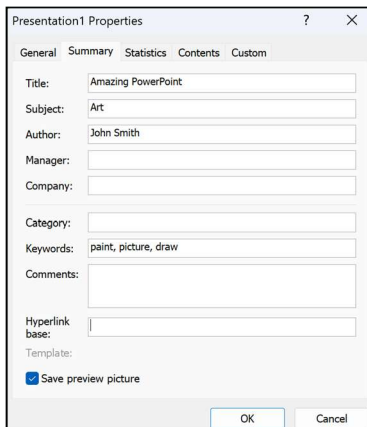 Presentation1 Properties ? ✕
General Summary Statistics Contents Custom
Title: Amazing PowerPoint
Subject: Art
Author: John Smith
Manager:
Company:
Category:
Keywords: paint, picture, draw
Comments:
Hyperlink
base:
Template:
Save preview picture
OK Cancel